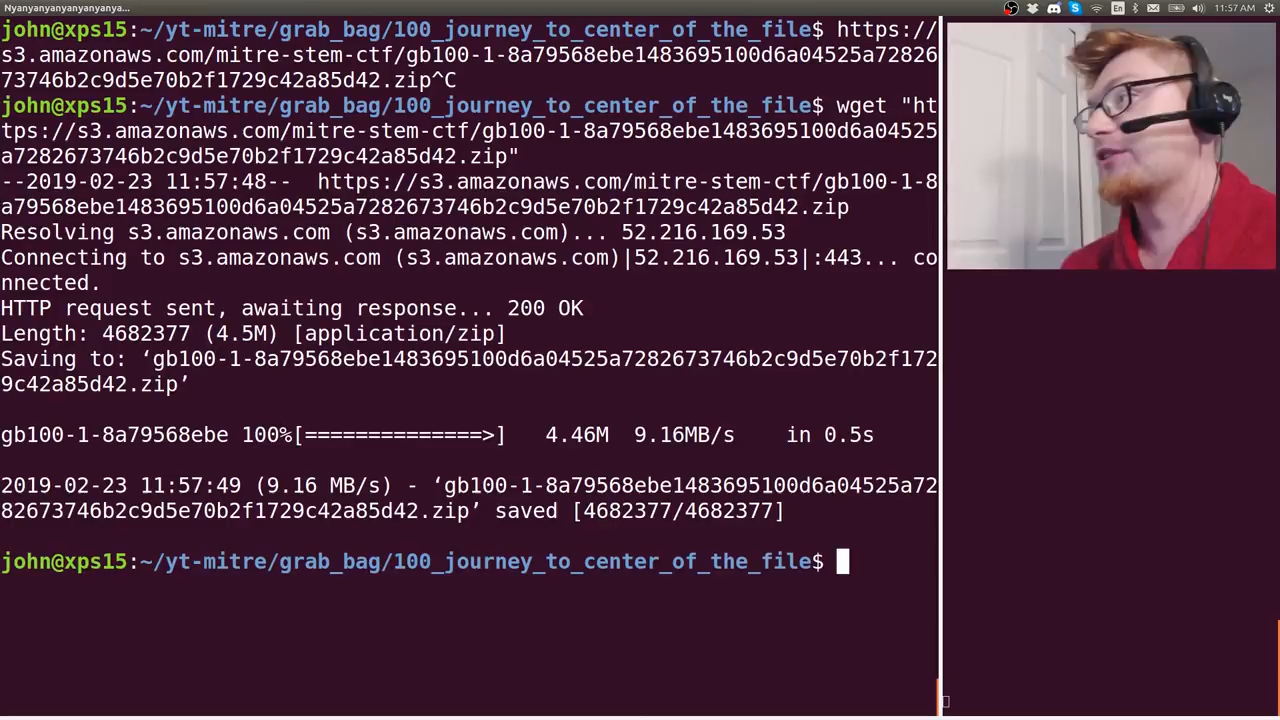 Nyanyanyanyanyanyanya...
En
11:57 AM
john@xps15:~/yt-mitre/grab_bag/100_journey_to_center_of_the_file$ https://
s3.amazonaws.com/mitre-stem-ctf/gb100-1-8a79568ebe1483695100d6a04525a72826
73746b2c9d5e70b2f1729c42a85d42.zip^C
john@xps15:~/yt-mitre/grab_bag/100_journey_to_center_of_the_file$ wget "ht
tps://s3.amazonaws.com/mitre-stem-ctf/gb100-1-8a79568ebe1483695100d6a04525
a7282673746b2c9d5e70b2f1729c42a85d42.zip"
--2019-02-23 11:57:48--  https://s3.amazonaws.com/mitre-stem-ctf/gb100-1-8
a79568ebe1483695100d6a04525a7282673746b2c9d5e70b2f1729c42a85d42.zip
Resolving s3.amazonaws.com (s3.amazonaws.com)... 52.216.169.53
Connecting to s3.amazonaws.com (s3.amazonaws.com)|52.216.169.53|:443... co
nnected.
HTTP request sent, awaiting response... 200 OK
Length: 4682377 (4.5M) [application/zip]
Saving to: ‘gb100-1-8a79568ebe1483695100d6a04525a7282673746b2c9d5e70b2f172
9c42a85d42.zip’
gb100-1-8a79568ebe 100%[==============>]   4.46M  9.16MB/s    in 0.5s
2019-02-23 11:57:49 (9.16 MB/s) - ‘gb100-1-8a79568ebe1483695100d6a04525a72
82673746b2c9d5e70b2f1729c42a85d42.zip’ saved [4682377/4682377]
john@xps15:~/yt-mitre/grab_bag/100_journey_to_center_of_the_file$